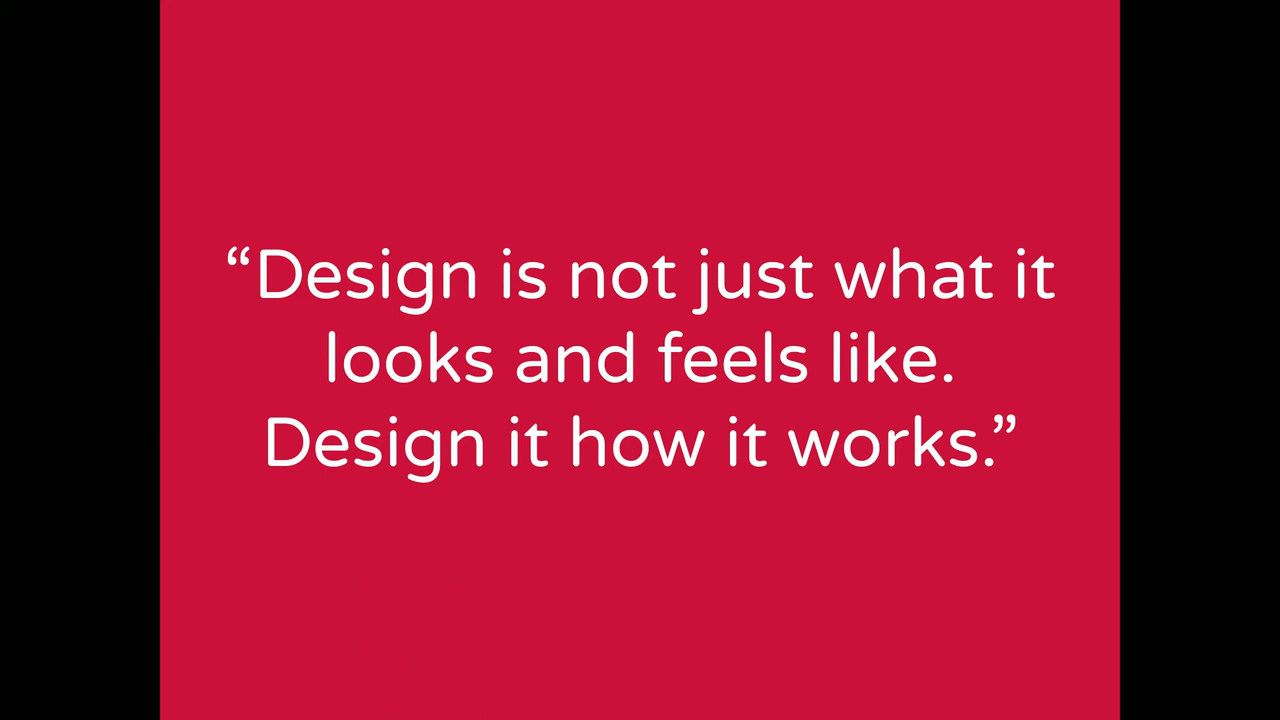 “Design is not just what it
looks and feels like.
Design it how it works.”